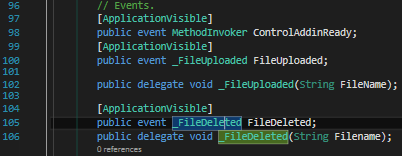 96 // Events.
97 [ApplicationVisible]
98 public event MethodInvoker ControlAddinReady;
99 [ApplicationVisible]
100 public event _FileUploaded FileUploaded;
101
102 public delegate void _FileUploaded(String FileName);
103
104 [ApplicationVisible]
105 public event _FileDeleted FileDeleted;
106 public delegate void _FileDeleted(String Filename);
0 references